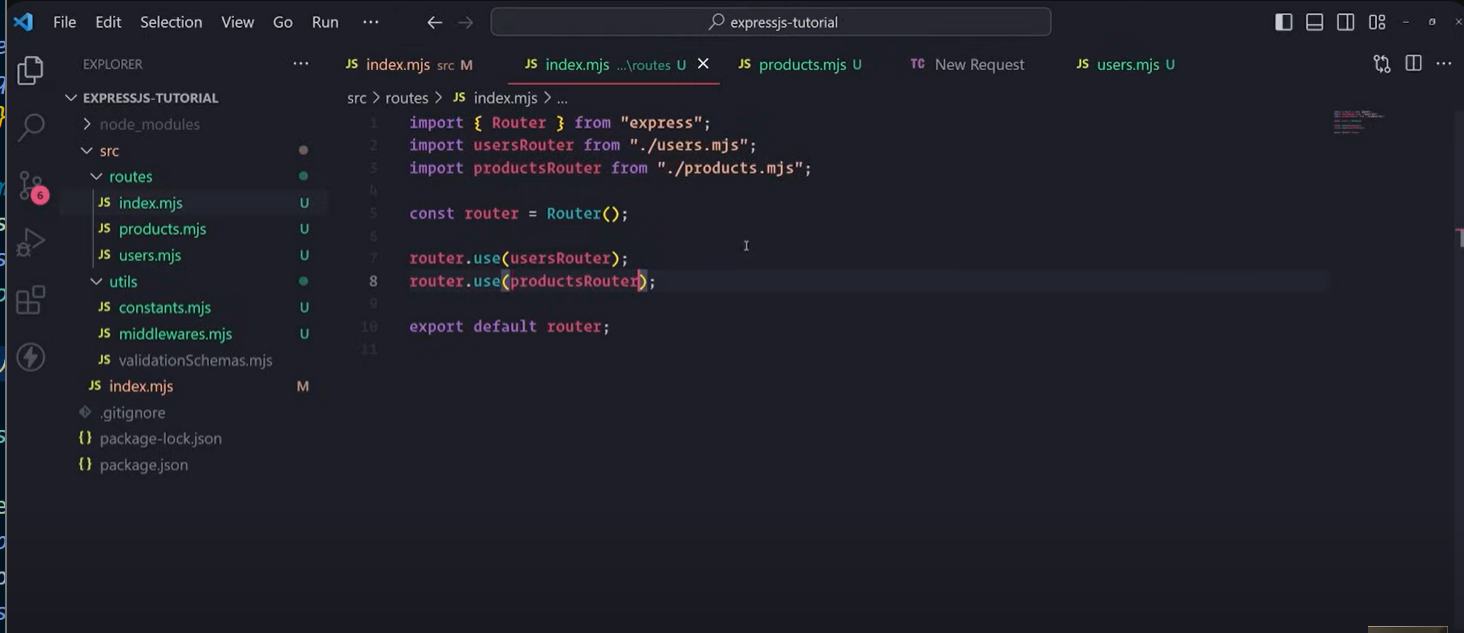 File Edit Selection View Go Run ... expressjs-tutorial
EXPLORER ...
EXPRESSJS-TUTORIAL
node_modules
src
routes
JS index.mjs U
JS products.mjs U
JS users.mjs U
utils
JS constants.mjs U
JS middlewares.mjs U
JS validationSchemas.mjs
JS index.mjs M
.gitignore
{} package-lock.json
{} package.json
6
JS index.mjs src M JS index.mjs ...\routes U JS products.mjs U TC New Request JS users.mjs U
src > routes > JS index.mjs > ...
1 import { Router } from "express";
2 import usersRouter from "./users.mjs";
3 import productsRouter from "./products.mjs";
4
5 const router = Router();
6
7 router.use(usersRouter);
8 router.use(productsRouter);
9
10 export default router;
11